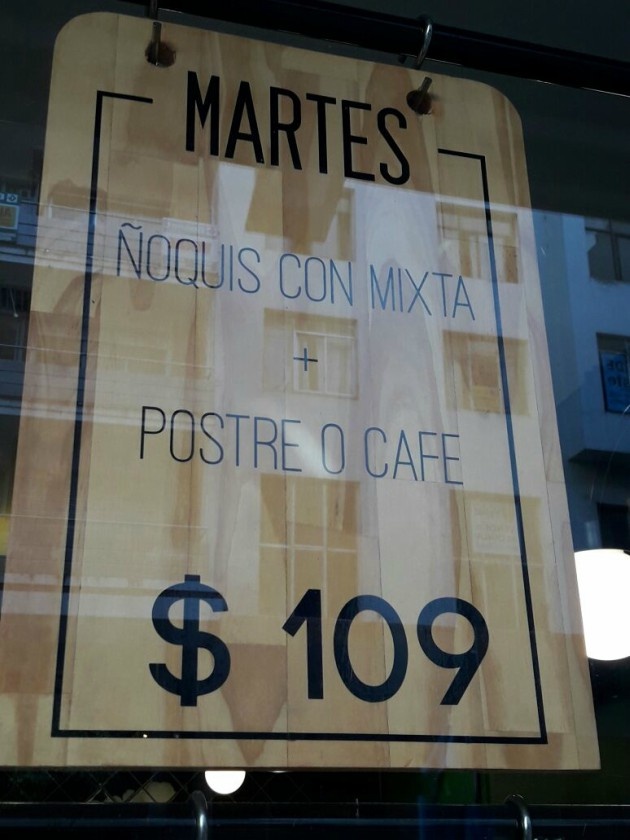 MARTES
ÑOQUIS CON MIXTA
+
POSTRE O CAFE
$ 109